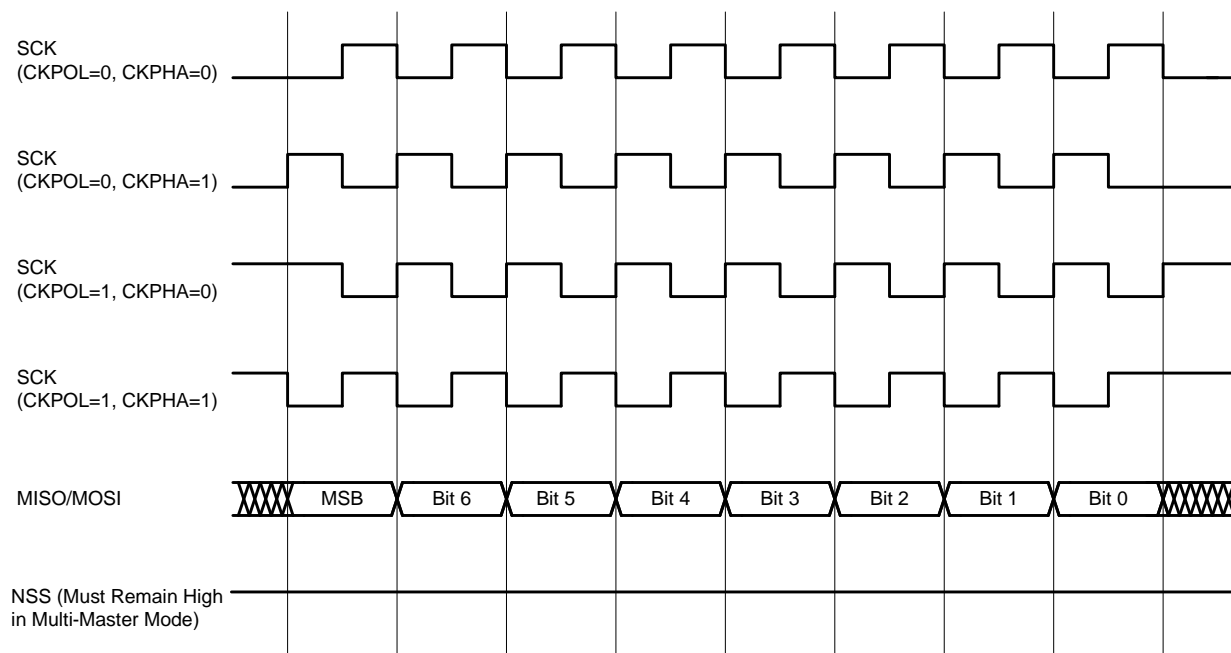 SCK
(CKPOL=0, CKPHA=0)
SCK
(CKPOL=0, CKPHA=1)
SCK
(CKPOL=1, CKPHA=0)
SCK
(CKPOL=1, CKPHA=1)
MISO/MOSI MSB Bit 6 Bit 5 Bit 4 Bit 3 Bit 2 Bit 1 Bit 0
NSS (Must Remain High
in Multi-Master Mode)